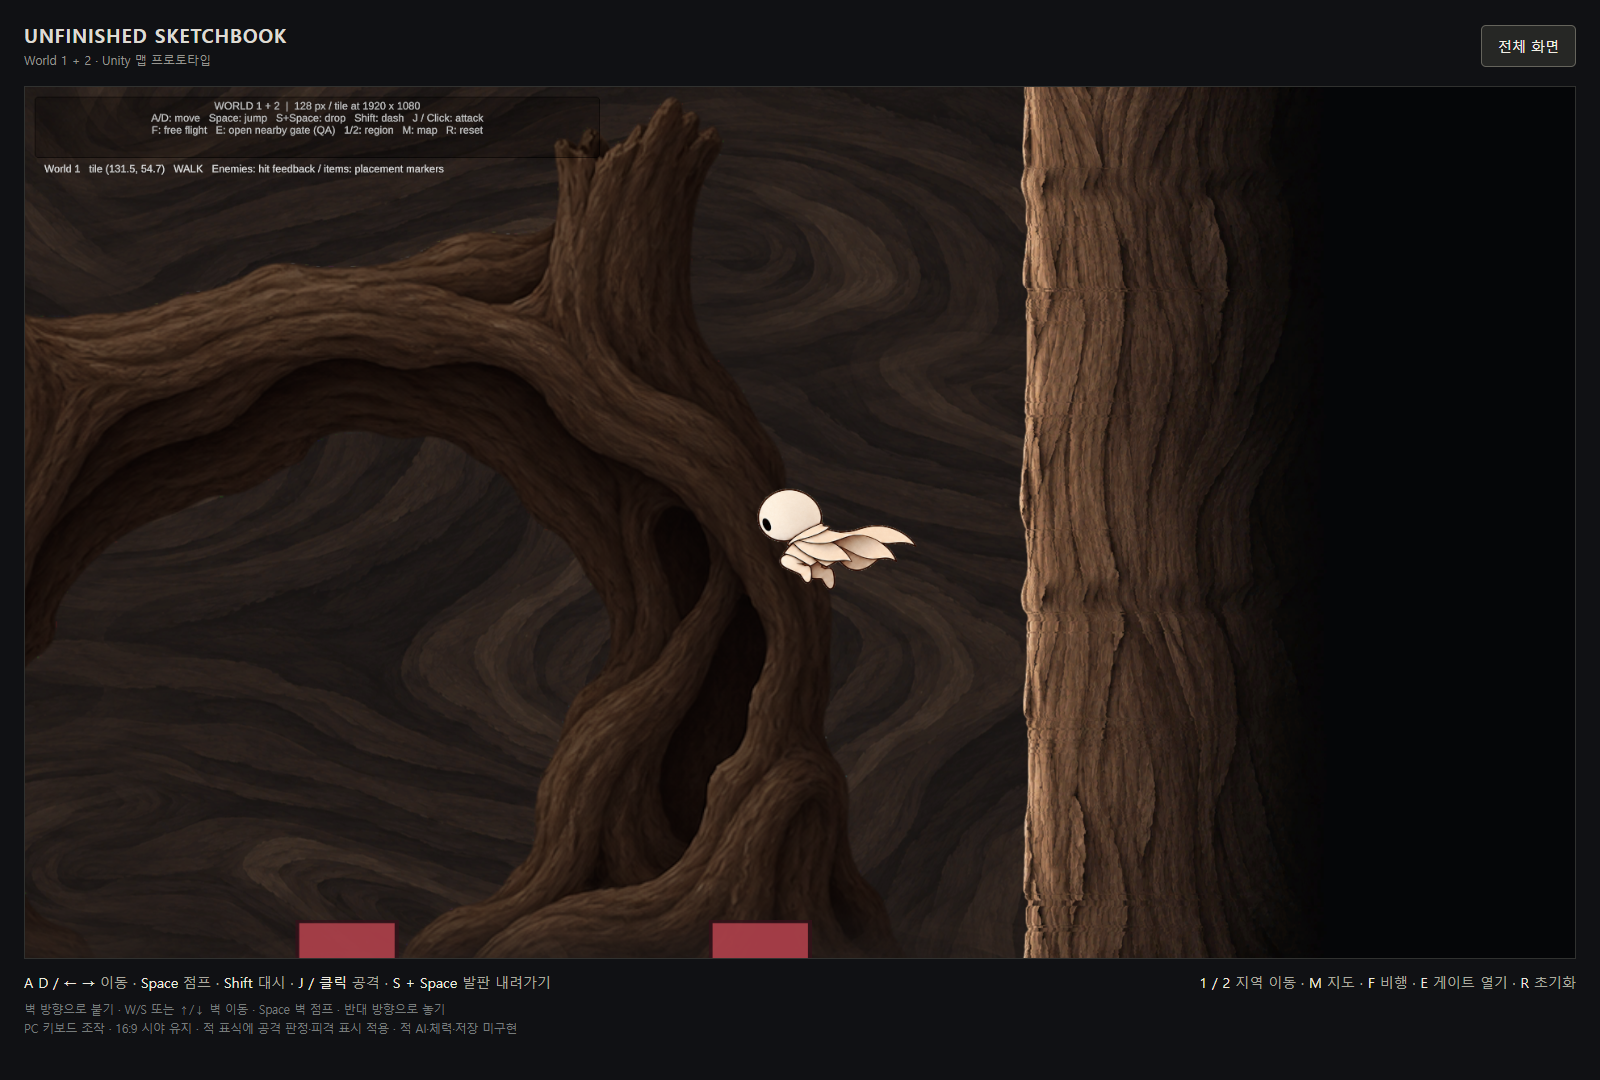 UNFINISHED SKETCHBOOK
World 1 + 2 · Unity 맵 프로토타입
전체 화면
WORLD 1 + 2 | 128 px / tile at 1920 x 1080
A/D: move Space: jump S+Space: drop Shift: dash J / Click: attack
F: free flight E: open nearby gate (QA) 1/2: region M: map R: reset
World 1 tile (131.5, 54.7) WALK Enemies: hit feedback / items: placement markers
A D / ← → 이동 · Space 점프 · Shift 대시 · J / 클릭 공격 · S + Space 발판 내려가기
1 / 2 지역 이동 · M 지도 · F 비행 · E 게이트 열기 · R 초기화
벽 방향으로 붙기 · W/S 또는 ↑/↓ 벽 이동 · Space 벽 점프 · 반대 방향으로 놓기
PC 키보드 조작 · 16:9 시야 유지 · 적 표식에 공격 판정·피격 표시 적용 · 적 AI·체력·저장 미구현